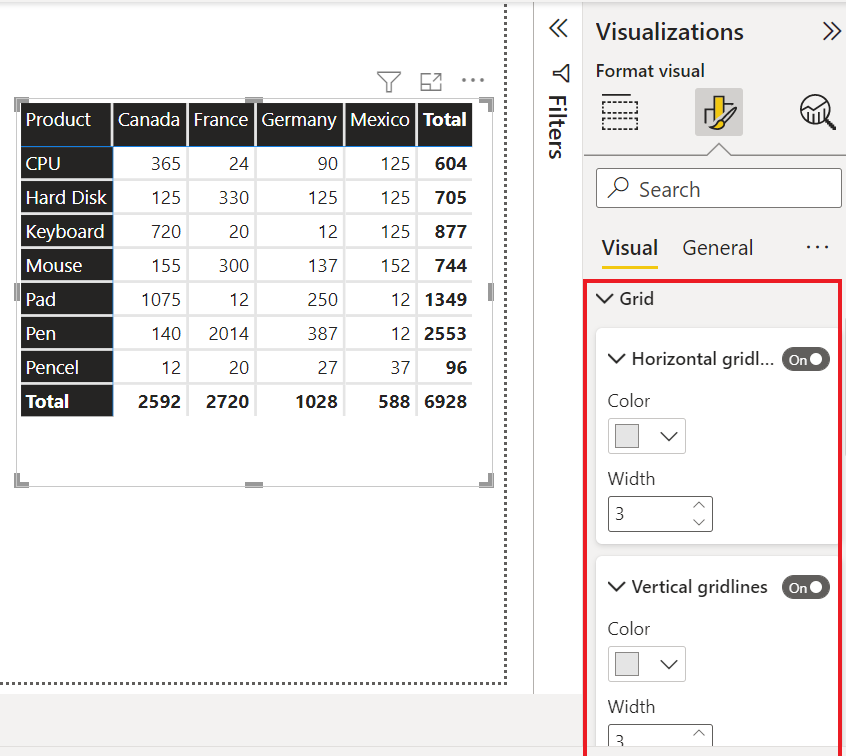 Product Canada France Germany Mexico Total
CPU 365 24 90 125 604
Hard Disk 125 330 125 125 705
Keyboard 720 20 12 125 877
Mouse 155 300 137 152 744
Pad 1075 12 250 12 1349
Pen 140 2014 387 12 2553
Pencel 12 20 27 37 96
Total 2592 2720 1028 588 6928
Filters
Visualizations
Format visual
Search
Visual General
Grid
Horizontal gridl... On
Color
Width
3
Vertical gridlines On
Color
Width
3